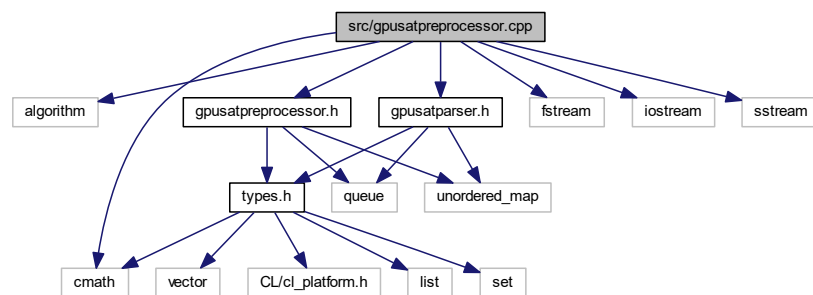 src/gpusatpreprocessor.cpp
algorithm
gpusatpreprocessor.h
gpusatparser.h
fstream
iostream
sstream
types.h
queue
unordered_map
cmath
vector
CL/cl_platform.h
list
set